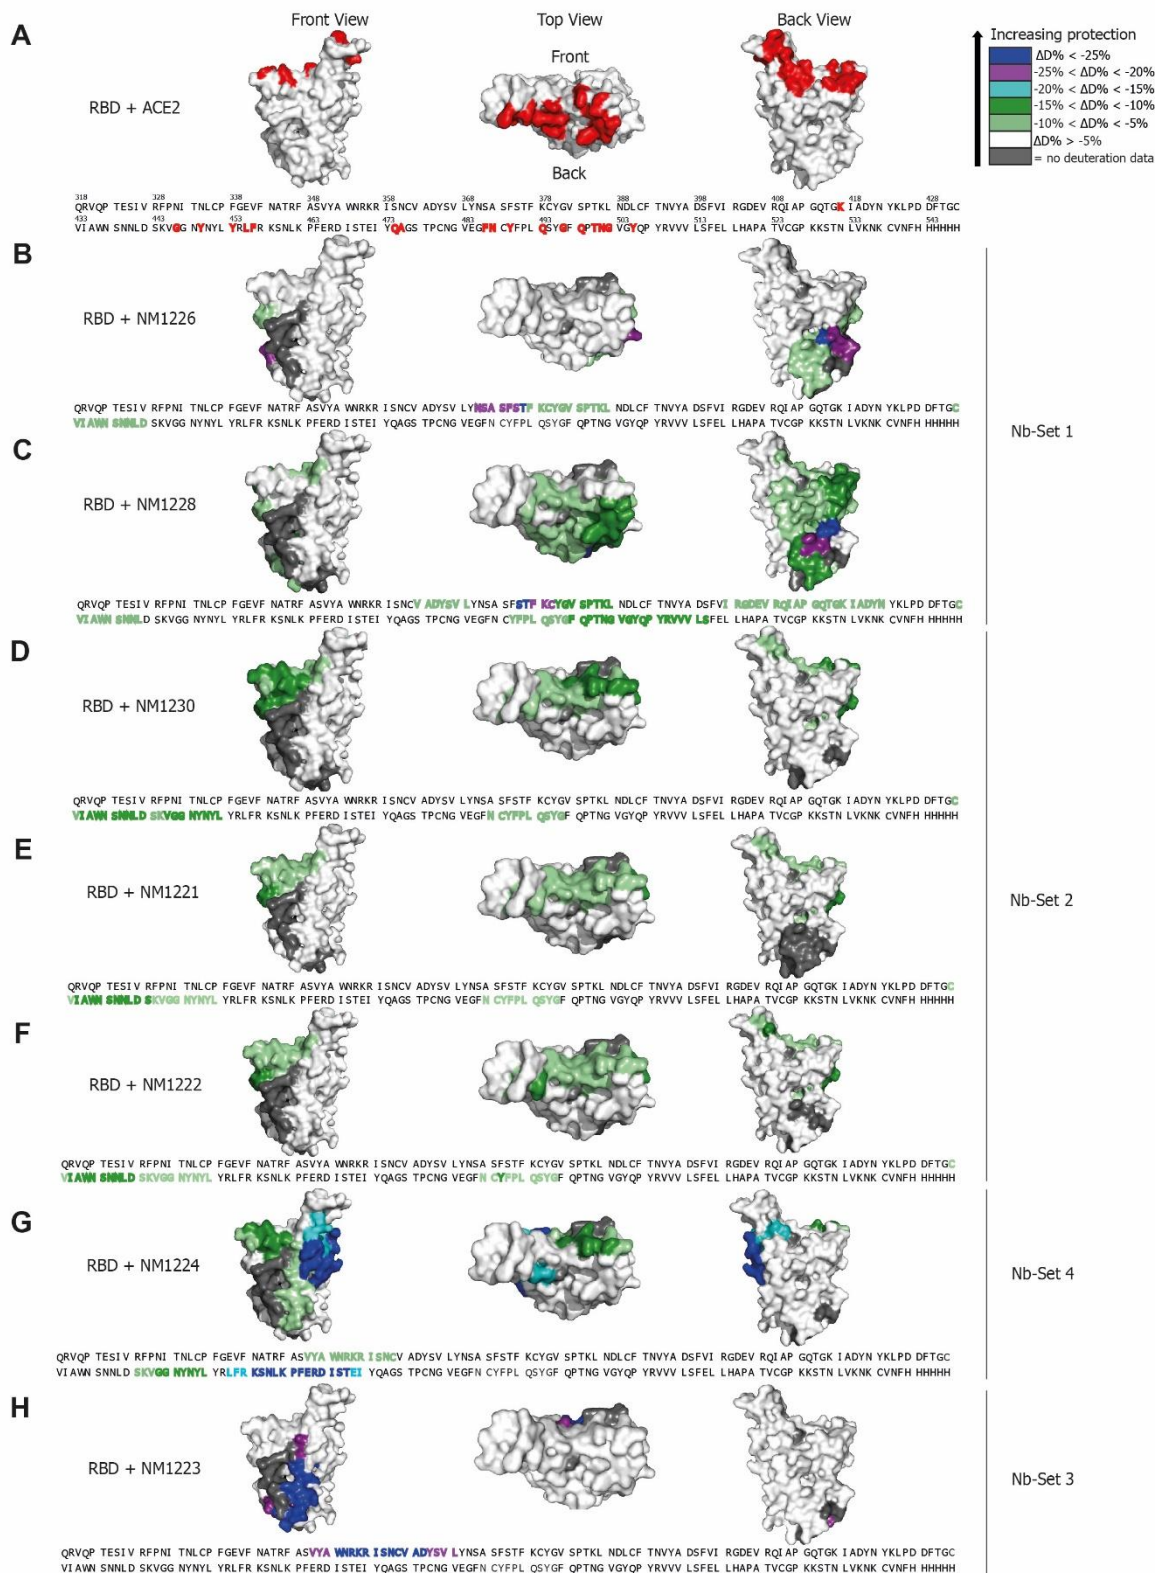 Front View Top View Back View
A
RBD + ACE2
Front
Back
Increasing protection
ΔD% < -25%
-25% < ΔD% < -20%
-20% < ΔD% < -15%
-15% < ΔD% < -10%
-10% < ΔD% < -5%
ΔD% > -5%
= no deuteration data
318 328 338 348 358 368 378 388 398 408 418 428
QRVQP TESIV RFPNI TNLCP FGEVF NATRF ASVYA WNRKR ISNCV ADYSV LYNSA SFSTF KCYGV SPTKL NDLCF TNVYA DSFVI RGDEV RQIAP GQTGK IADYN YKLPD DFTGC
433 443 453 463 473 483 493 503 513 523 533 543
VIAWN SNNLD SKVGG NYNYL YRLFR KSNLK PFERD ISTEI YQAGS TPCNG VEGFN CYFPL QSYGF QPTNG VGYQP YRVVV LSFEL LHAPA TVCGP KKSTN LVKNK CVNFH HHHHH
B
RBD + NM1226
QRVQP TESIV RFPNI TNLCP FGEVF NATRF ASVYA WNRKR ISNCV ADYSV LYNSA SFSTF KCYGV SPTKL NDLCF TNVYA DSFVI RGDEV RQIAP GQTGK IADYN YKLPD DFTGC
VIAWN SNNLD SKVGG NYNYL YRLFR KSNLK PFERD ISTEI YQAGS TPCNG VEGFN CYFPL QSYGF QPTNG VGYQP YRVVV LSFEL LHAPA TVCGP KKSTN LVKNK CVNFH HHHHH
Nb-Set 1
C
RBD + NM1228
QRVQP TESIV RFPNI TNLCP FGEVF NATRF ASVYA WNRKR ISNCV ADYSV LYNSA SFSTF KCYGV SPTKL NDLCF TNVYA DSFVI RGDEV RQIAP GQTGK IADYN YKLPD DFTGC
VIAWN SNNLD SKVGG NYNYL YRLFR KSNLK PFERD ISTEI YQAGS TPCNG VEGFN CYFPL QSYGF QPTNG VGYQP YRVVV LSFEL LHAPA TVCGP KKSTN LVKNK CVNFH HHHHH
D
RBD + NM1230
QRVQP TESIV RFPNI TNLCP FGEVF NATRF ASVYA WNRKR ISNCV ADYSV LYNSA SFSTF KCYGV SPTKL NDLCF TNVYA DSFVI RGDEV RQIAP GQTGK IADYN YKLPD DFTGC
VIAWN SNNLD SKVGG NYNYL YRLFR KSNLK PFERD ISTEI YQAGS TPCNG VEGFN CYFPL QSYGF QPTNG VGYQP YRVVV LSFEL LHAPA TVCGP KKSTN LVKNK CVNFH HHHHH
E
RBD + NM1221
Nb-Set 2
QRVQP TESIV RFPNI TNLCP FGEVF NATRF ASVYA WNRKR ISNCV ADYSV LYNSA SFSTF KCYGV SPTKL NDLCF TNVYA DSFVI RGDEV RQIAP GQTGK IADYN YKLPD DFTGC
VIAWN SNNLD SKVGG NYNYL YRLFR KSNLK PFERD ISTEI YQAGS TPCNG VEGFN CYFPL QSYGF QPTNG VGYQP YRVVV LSFEL LHAPA TVCGP KKSTN LVKNK CVNFH HHHHH
F
RBD + NM1222
QRVQP TESIV RFPNI TNLCP FGEVF NATRF ASVYA WNRKR ISNCV ADYSV LYNSA SFSTF KCYGV SPTKL NDLCF TNVYA DSFVI RGDEV RQIAP GQTGK IADYN YKLPD DFTGC
VIAWN SNNLD SKVGG NYNYL YRLFR KSNLK PFERD ISTEI YQAGS TPCNG VEGFN CYFPL QSYGF QPTNG VGYQP YRVVV LSFEL LHAPA TVCGP KKSTN LVKNK CVNFH HHHHH
G
RBD + NM1224
Nb-Set 4
QRVQP TESIV RFPNI TNLCP FGEVF NATRF ASVYA WNRKR ISNCV ADYSV LYNSA SFSTF KCYGV SPTKL NDLCF TNVYA DSFVI RGDEV RQIAP GQTGK IADYN YKLPD DFTGC
VIAWN SNNLD SKVGG NYNYL YRLFR KSNLK PFERD ISTEI YQAGS TPCNG VEGFN CYFPL QSYGF QPTNG VGYQP YRVVV LSFEL LHAPA TVCGP KKSTN LVKNK CVNFH HHHHH
H
RBD + NM1223
Nb-Set 3
QRVQP TESIV RFPNI TNLCP FGEVF NATRF ASVYA WNRKR ISNCV ADYSV LYNSA SFSTF KCYGV SPTKL NDLCF TNVYA DSFVI RGDEV RQIAP GQTGK IADYN YKLPD DFTGC
VIAWN SNNLD SKVGG NYNYL YRLFR KSNLK PFERD ISTEI YQAGS TPCNG VEGFN CYFPL QSYGF QPTNG VGYQP YRVVV LSFEL LHAPA TVCGP KKSTN LVKNK CVNFH HHHHH